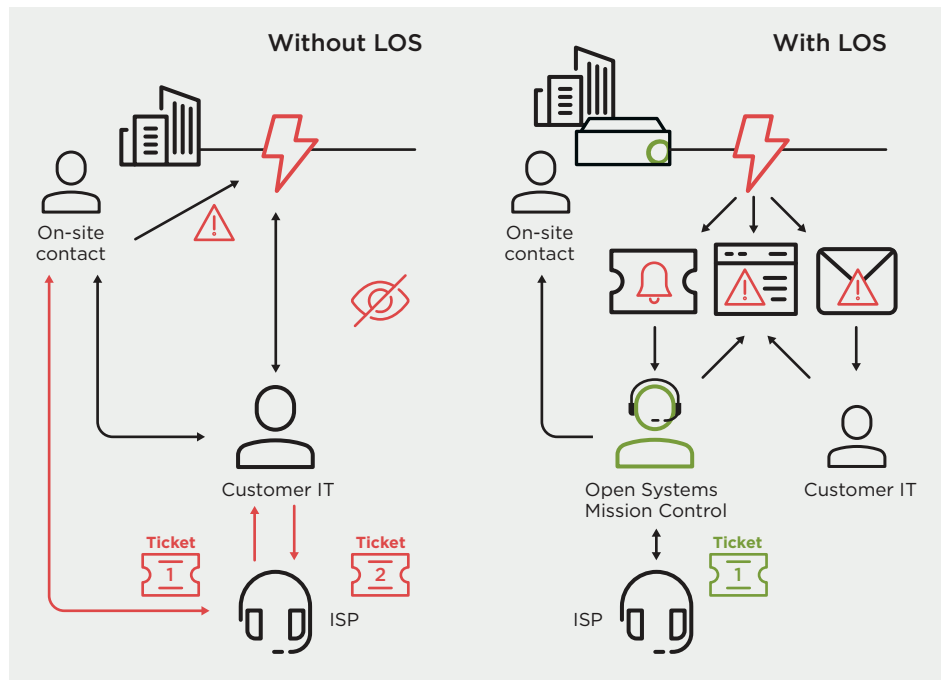 Without LOS
On-site
contact
Customer IT
Ticket
1
Ticket
2
ISP
With LOS
On-site
contact
Open Systems
Mission Control
Customer IT
Ticket
1
ISP